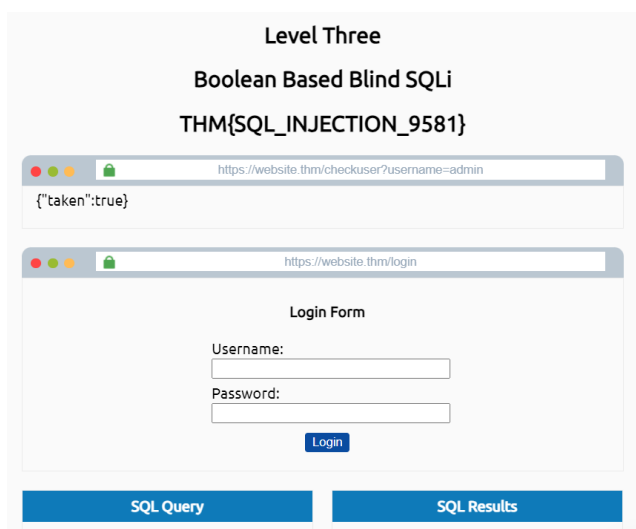 Level Three
Boolean Based Blind SQLi
THM{SQL_INJECTION_9581}
https://website.thm/checkuser?username=admin
{"taken":true}
https://website.thm/login
Login Form
Username:
Password:
Login
SQL Query
SQL Results